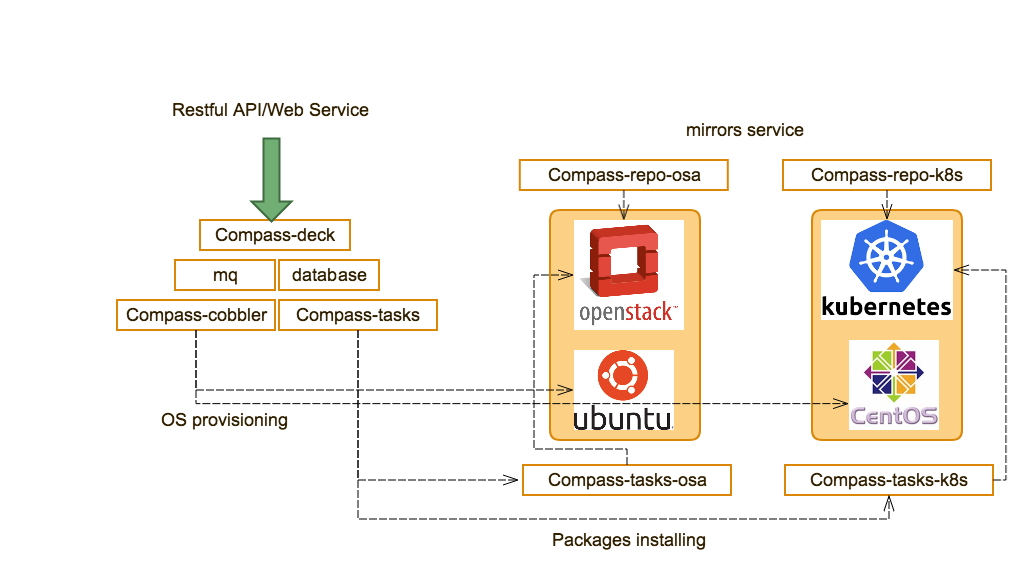 Restful API/Web Service
mirrors service
Compass-repo-osa
Compass-repo-k8s
Compass-deck
mq
database
Compass-cobbler
Compass-tasks
openstack™
kubernetes
ubuntu
CentOS
OS provisioning
Compass-tasks-osa
Compass-tasks-k8s
Packages installing